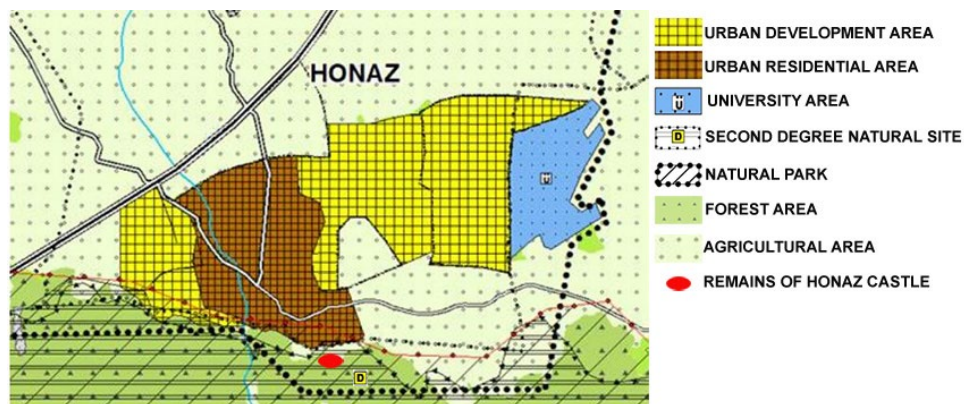 HONAZ
Ü
D
URBAN DEVELOPMENT AREA
URBAN RESIDENTIAL AREA
Ü
UNIVERSITY AREA
D
SECOND DEGREE NATURAL SITE
NATURAL PARK
FOREST AREA
AGRICULTURAL AREA
REMAINS OF HONAZ CASTLE